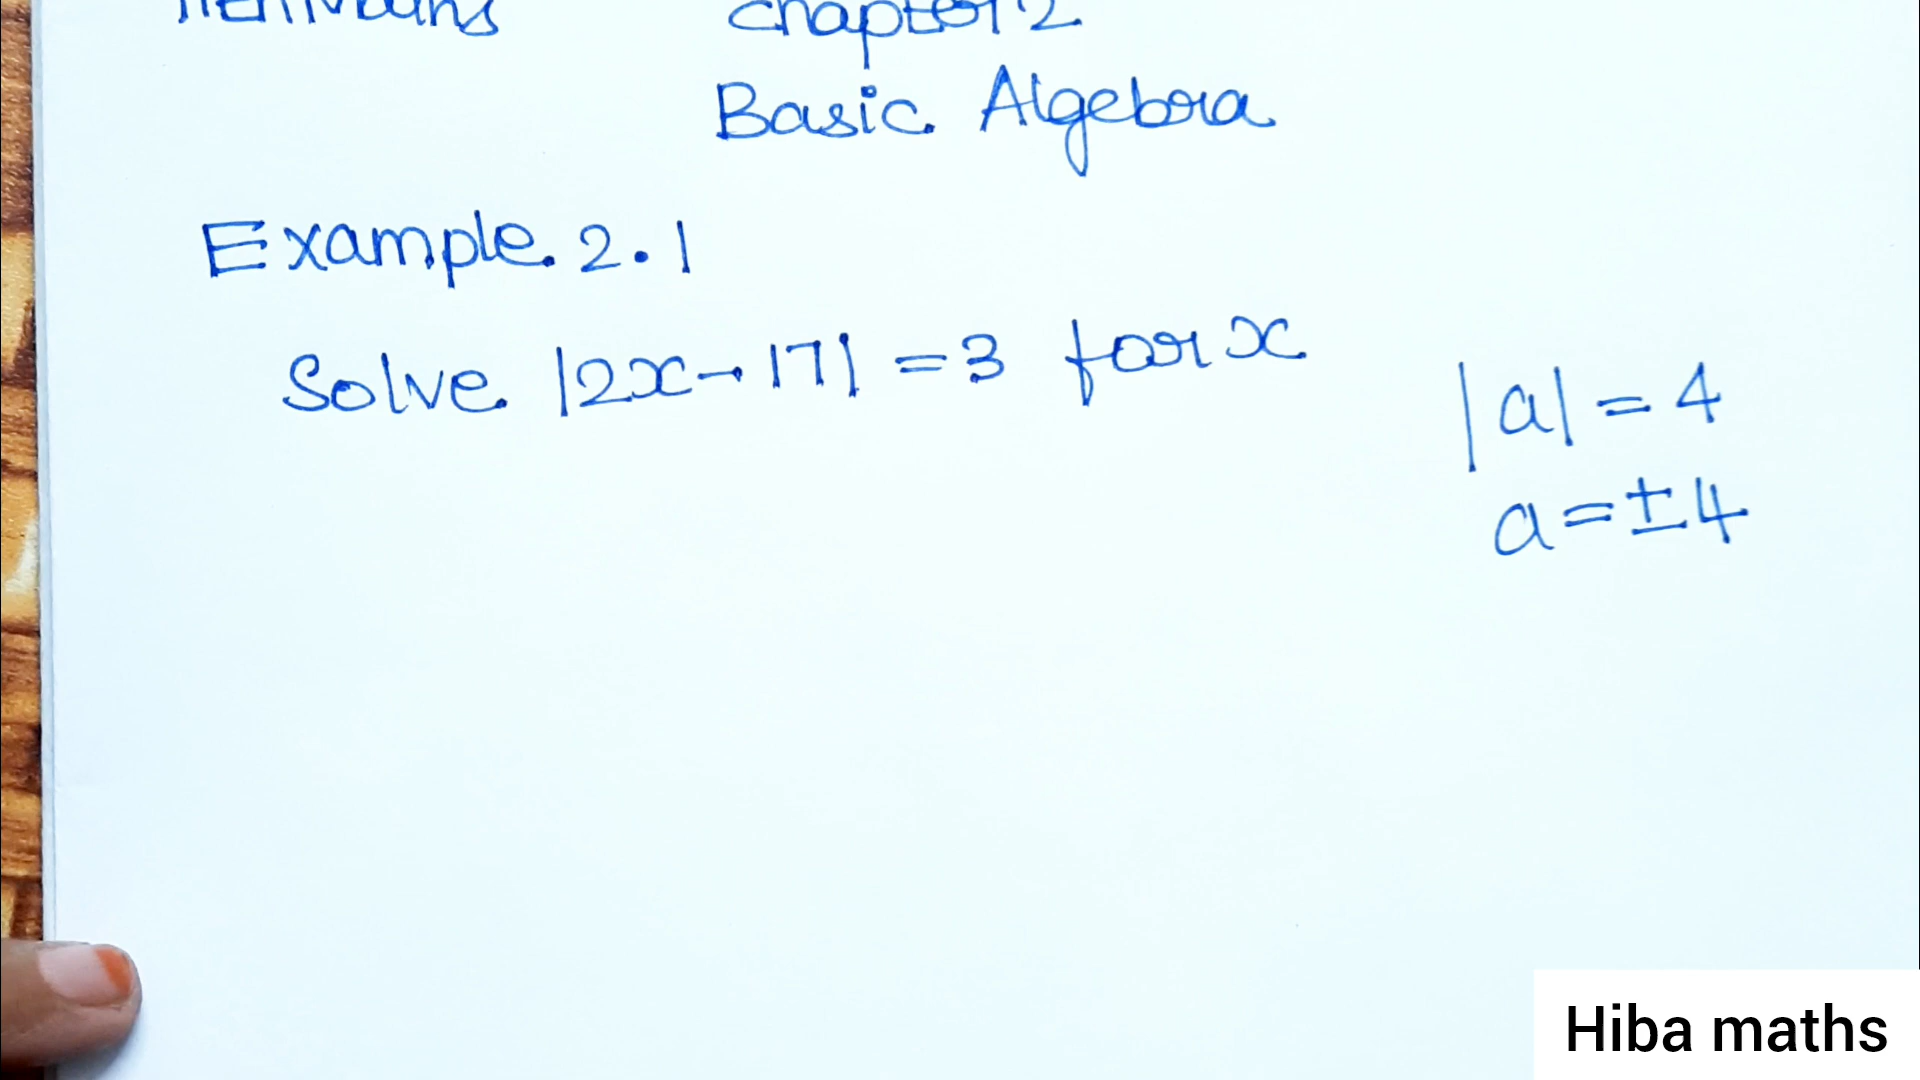 Chapter 2
Basic Algebra
Example 2.1
Solve |2x-17| = 3 for x
|a| = 4
a = ±4
Hiba maths